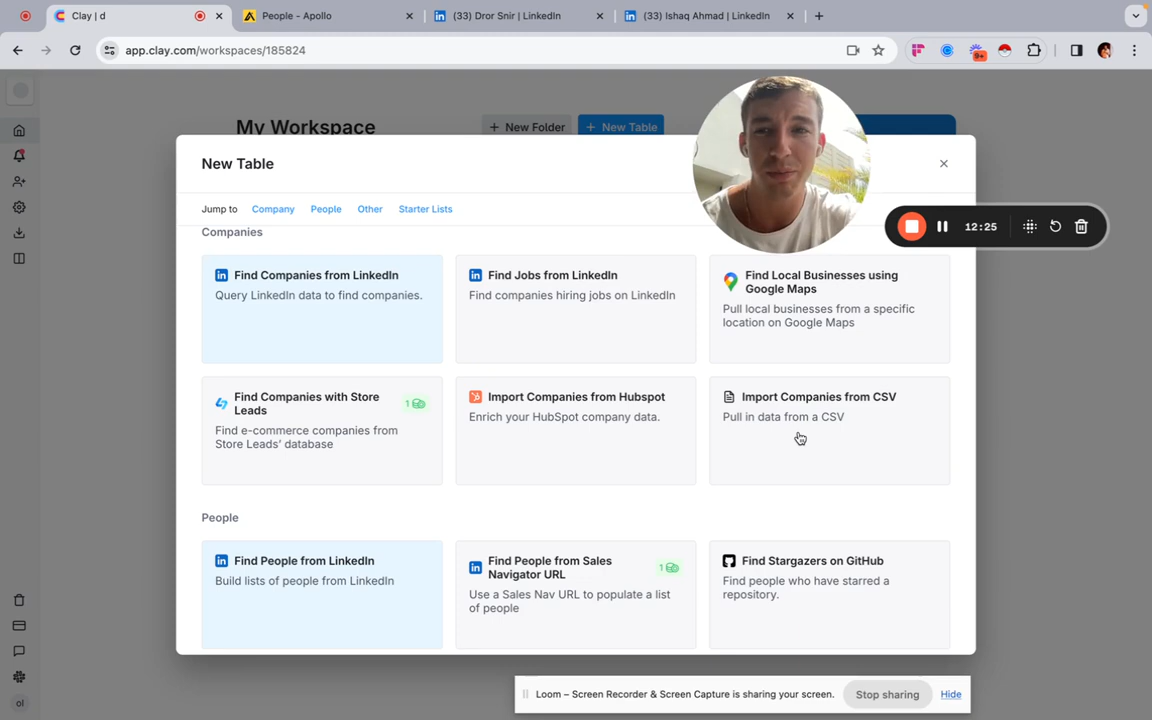 Clay | d
People - Apollo
(33) Dror Snir | LinkedIn
(33) Ishaq Ahmad | LinkedIn
app.clay.com/workspaces/185824
9+
My Workspace
+ New Folder
+ New Table
New Table
Jump to Company People Other Starter Lists
12:25
Companies
Find Companies from LinkedIn
Query LinkedIn data to find companies.
Find Jobs from LinkedIn
Find companies hiring jobs on LinkedIn
Find Local Businesses using
Google Maps
Pull local businesses from a specific
location on Google Maps
Find Companies with Store
Leads
1
Find e-commerce companies from
Store Leads' database
Import Companies from Hubspot
Enrich your HubSpot company data.
Import Companies from CSV
Pull in data from a CSV
People
Find People from LinkedIn
Build lists of people from LinkedIn
Find People from Sales
Navigator URL
1
Use a Sales Nav URL to populate a list
of people
Find Stargazers on GitHub
Find people who have starred a
repository.
ol
Loom – Screen Recorder & Screen Capture is sharing your screen.
Stop sharing
Hide